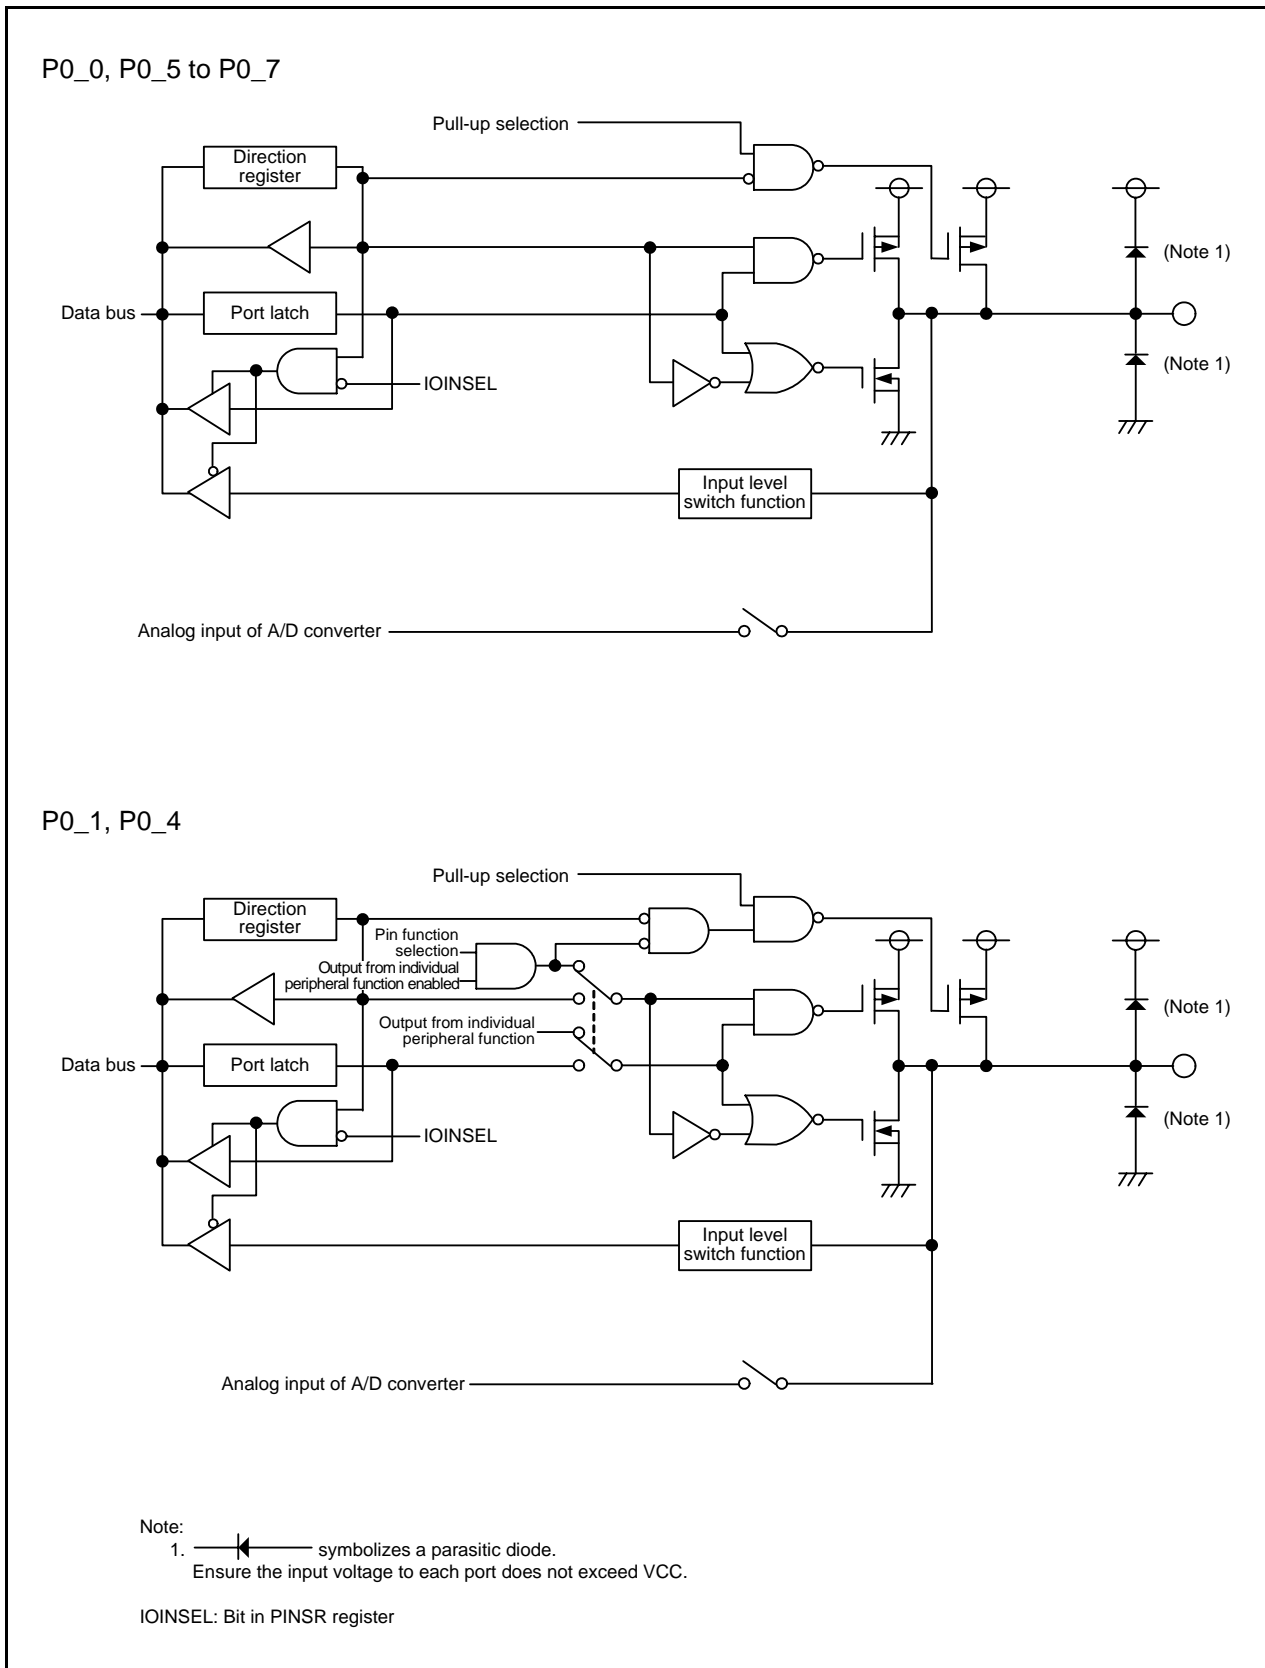 P0_0, P0_5 to P0_7
Pull-up selection
Direction
register
(Note 1)
Data bus
Port latch
(Note 1)
IOINSEL
Input level
switch function
Analog input of A/D converter
P0_1, P0_4
Pull-up selection
Direction
register
Pin function
selection
Output from individual
peripheral function enabled
(Note 1)
Output from individual
peripheral function
Data bus
Port latch
(Note 1)
IOINSEL
Input level
switch function
Analog input of A/D converter
Note:
1. symbolizes a parasitic diode.
Ensure the input voltage to each port does not exceed VCC.
IOINSEL: Bit in PINSR register